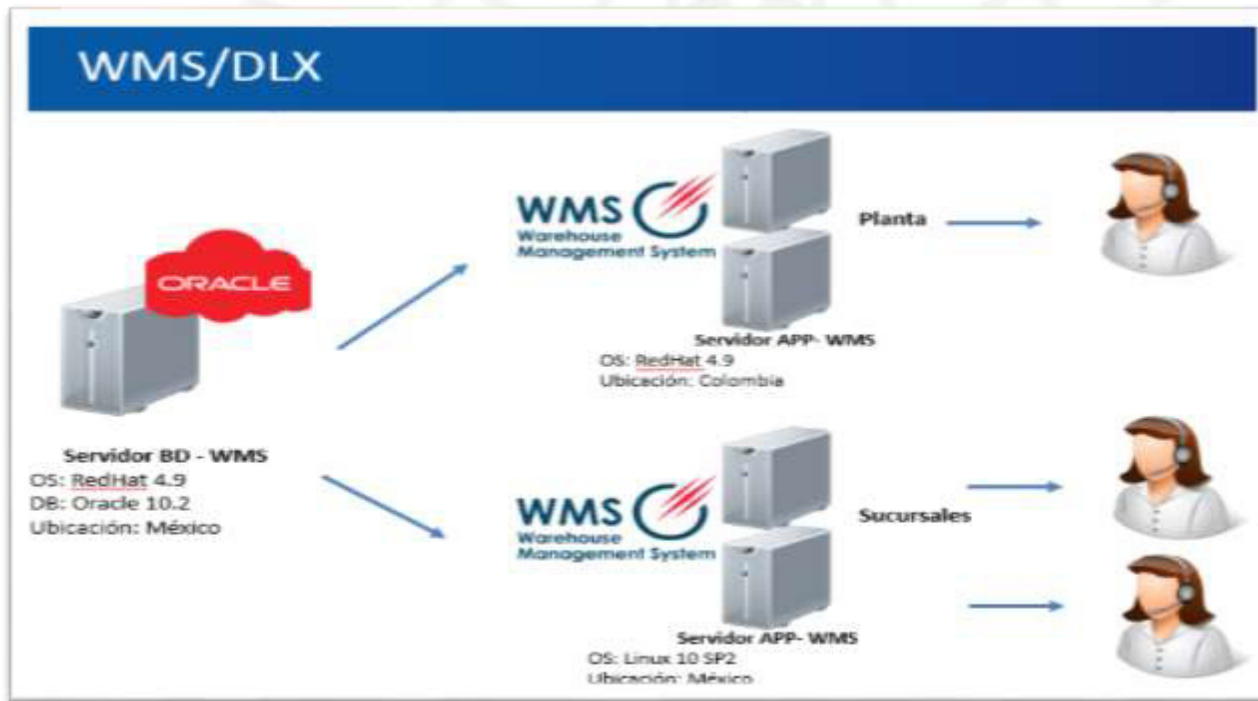 WMS/DLX
ORACLE
Servidor BD - WMS
OS: RedHat 4.9
DB: Oracle 10.2
Ubicación: México
WMS
Warehouse
Management System
Planta
Servidor APP- WMS
OS: RedHat 4.9
Ubicación: Colombia
WMS
Warehouse
Management System
Sucursales
Servidor APP- WMS
OS: Linux 10 SP2
Ubicación: México